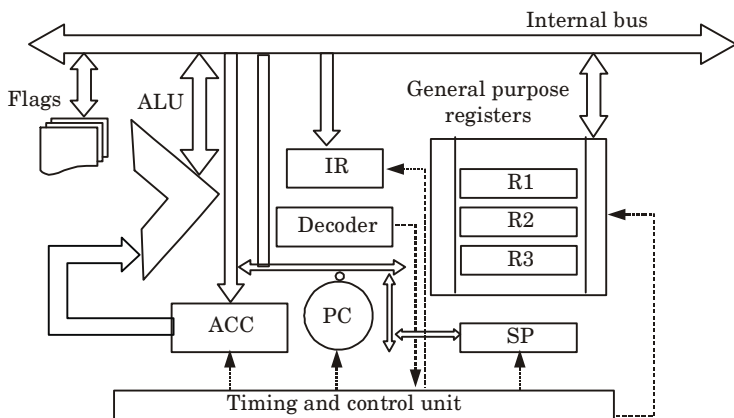 Internal bus
Flags
ALU
General purpose
registers
IR
R1
Decoder
R2
R3
ACC
PC
SP
Timing and control unit